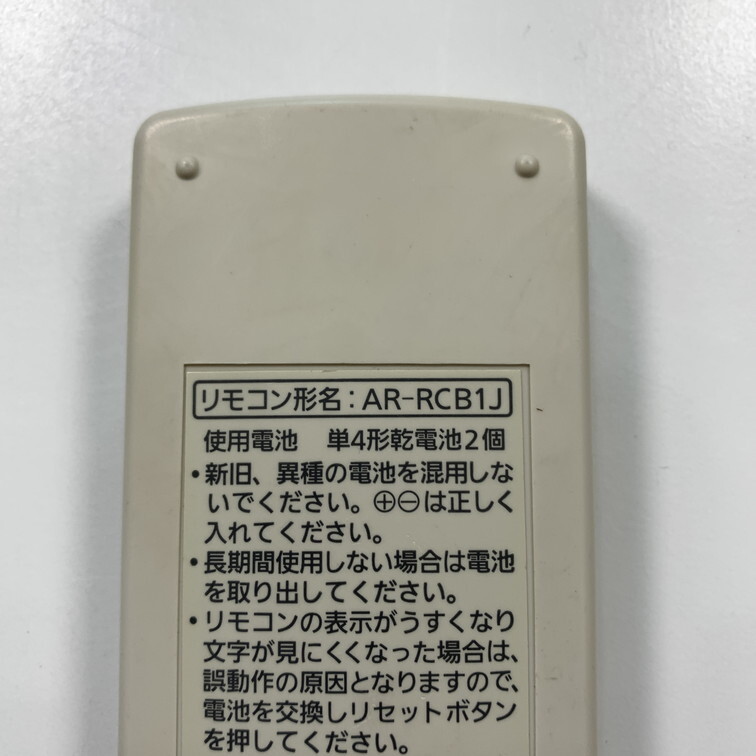 リモコン形名：AR-RCB1J
使用電池　単4形乾電池2個
・新旧、異種の電池を混用しな
いでください。⊕⊖は正しく
入れてください。
・長期間使用しない場合は電池
を取り出してください。
・リモコンの表示がうすくなり
文字が見にくくなった場合は、
誤動作の原因となりますので、
電池を交換しリセットボタン
を押してください。